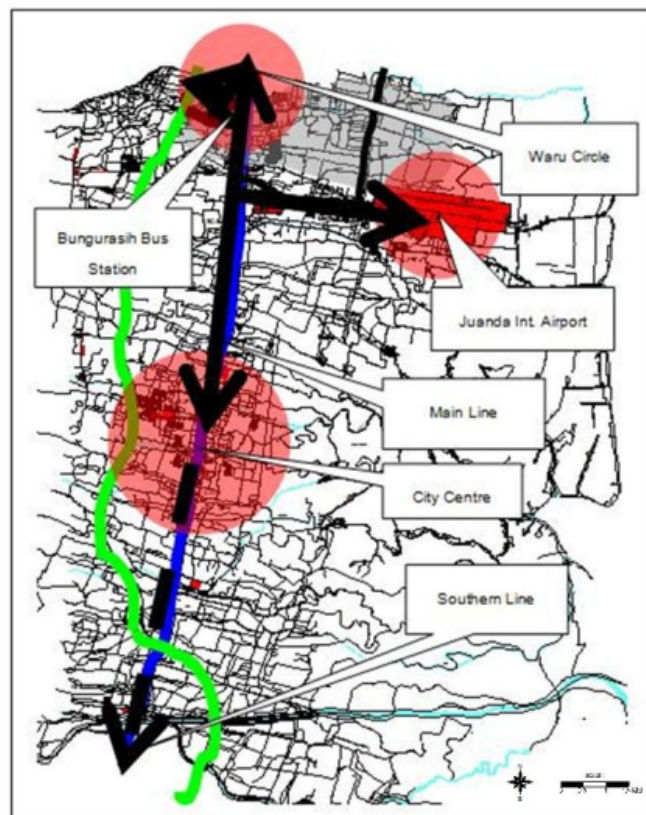 Waru Circle
Bungurasih Bus
Station
Juanda Int. Airport
Main Line
City Centre
Southern Line